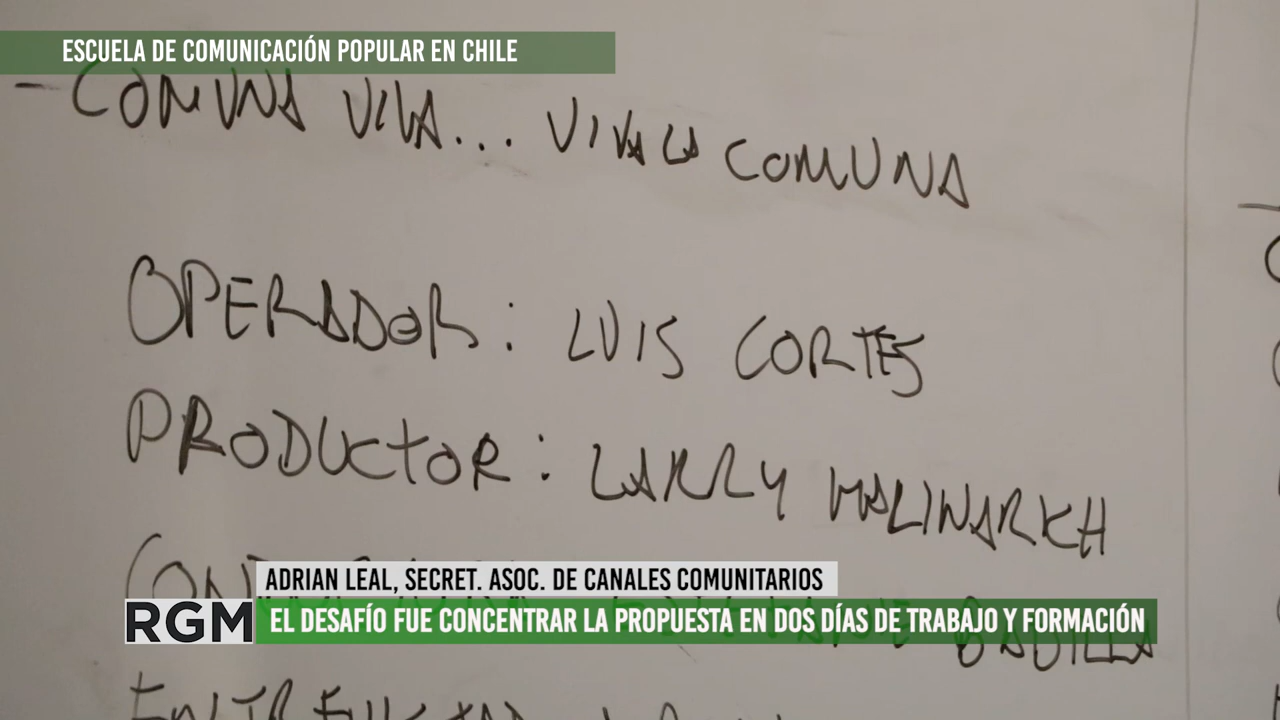 ESCUELA DE COMUNICACIÓN POPULAR EN CHILE
- COMUNA VIVA... VIVA LA COMUNA
OPERADOR: LUIS CORTES
PRODUCTOR: LARRY MALINARKH
ADRIAN LEAL, SECRET. ASOC. DE CANALES COMUNITARIOS
RGM
EL DESAFÍO FUE CONCENTRAR LA PROPUESTA EN DOS DÍAS DE TRABAJO Y FORMACIÓN